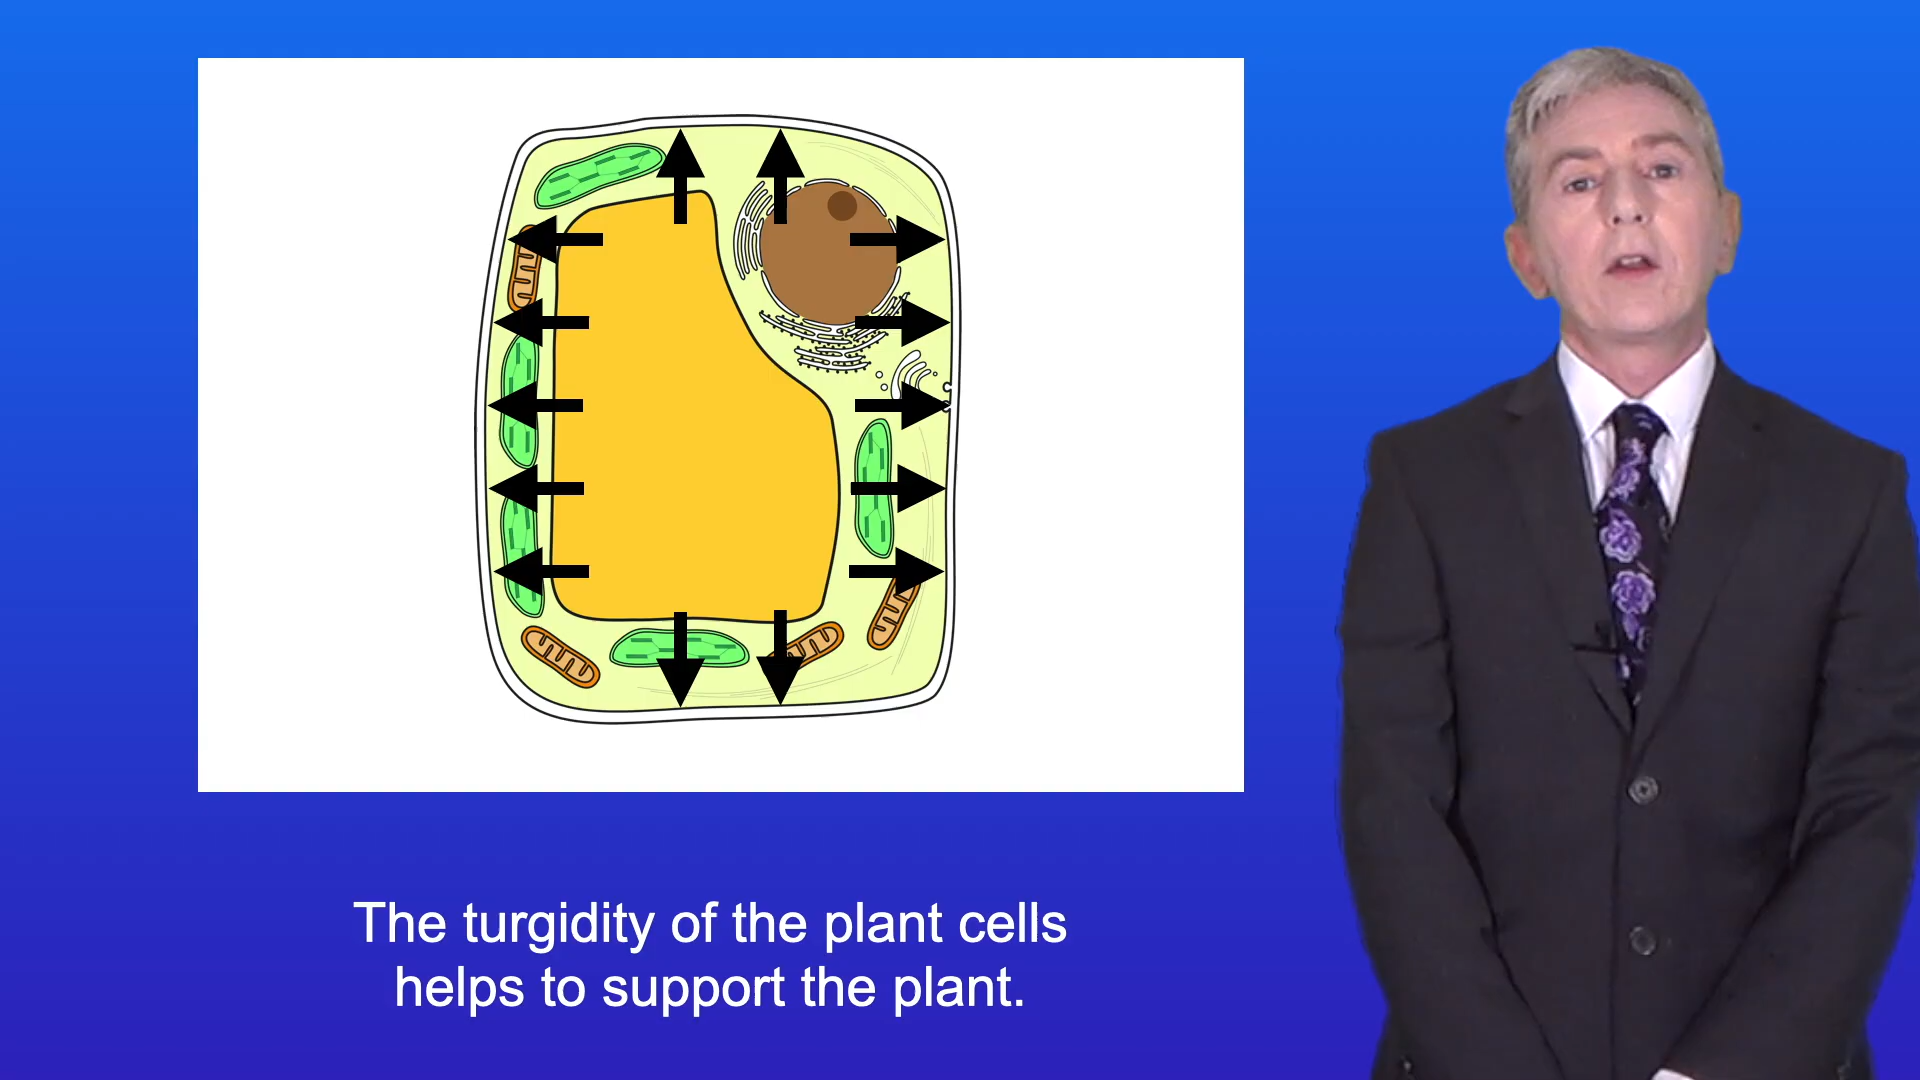 The turgidity of the plant cells
helps to support the plant.